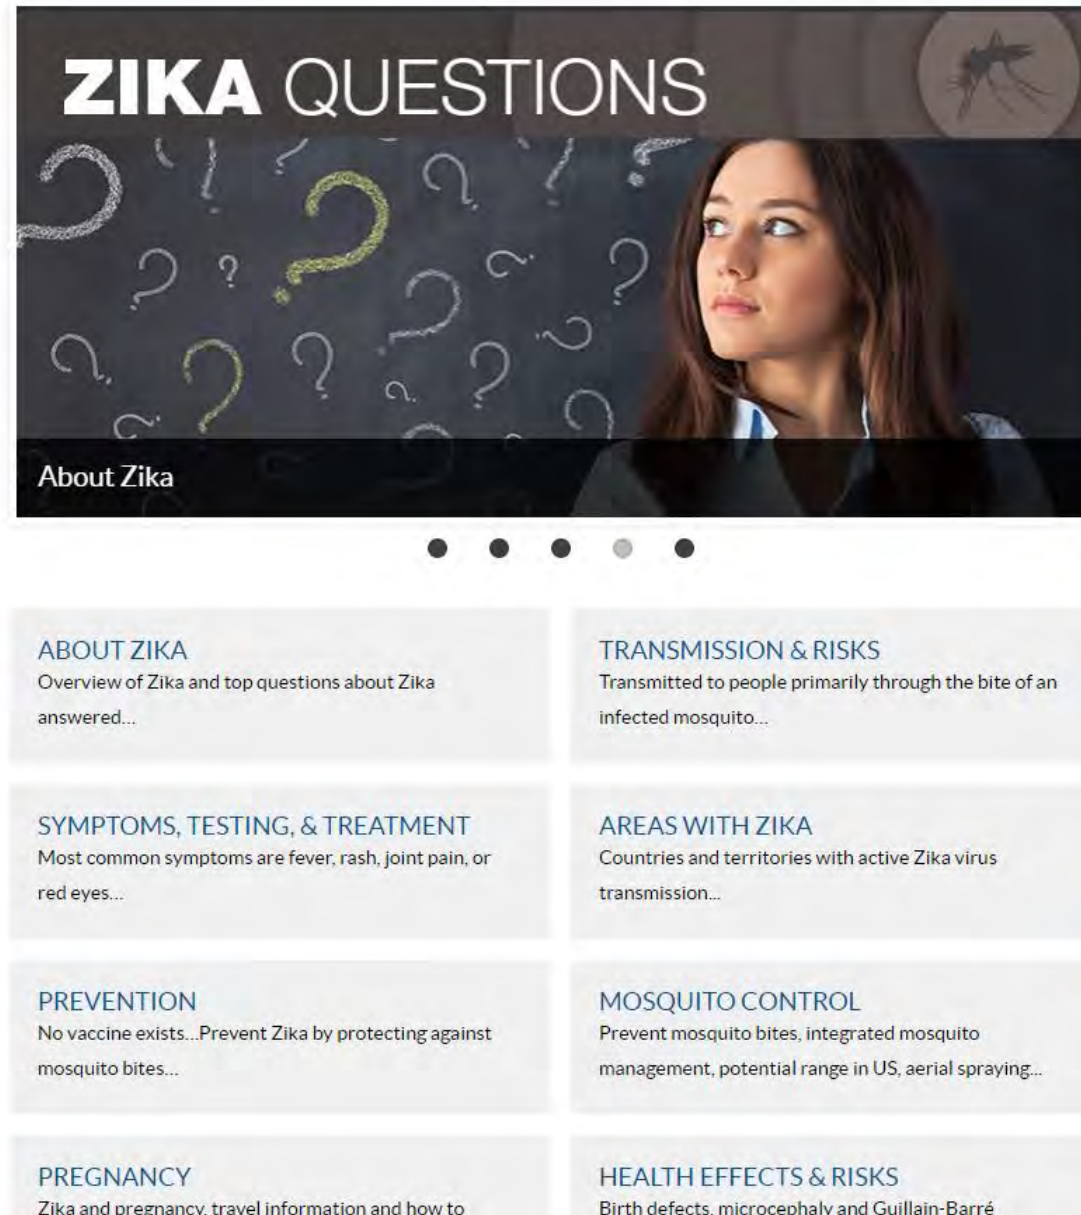 ZIKA QUESTIONS
About Zika
ABOUT ZIKA
Overview of Zika and top questions about Zika
answered...
TRANSMISSION & RISKS
Transmitted to people primarily through the bite of an
infected mosquito...
SYMPTOMS, TESTING, & TREATMENT
Most common symptoms are fever, rash, joint pain, or
red eyes...
AREAS WITH ZIKA
Countries and territories with active Zika virus
transmission...
PREVENTION
No vaccine exists...Prevent Zika by protecting against
mosquito bites...
MOSQUITO CONTROL
Prevent mosquito bites, integrated mosquito
management, potential range in US, aerial spraying...
PREGNANCY
Zika and pregnancy, travel information and how to
HEALTH EFFECTS & RISKS
Birth defects, microcephaly and Guillain-Barré